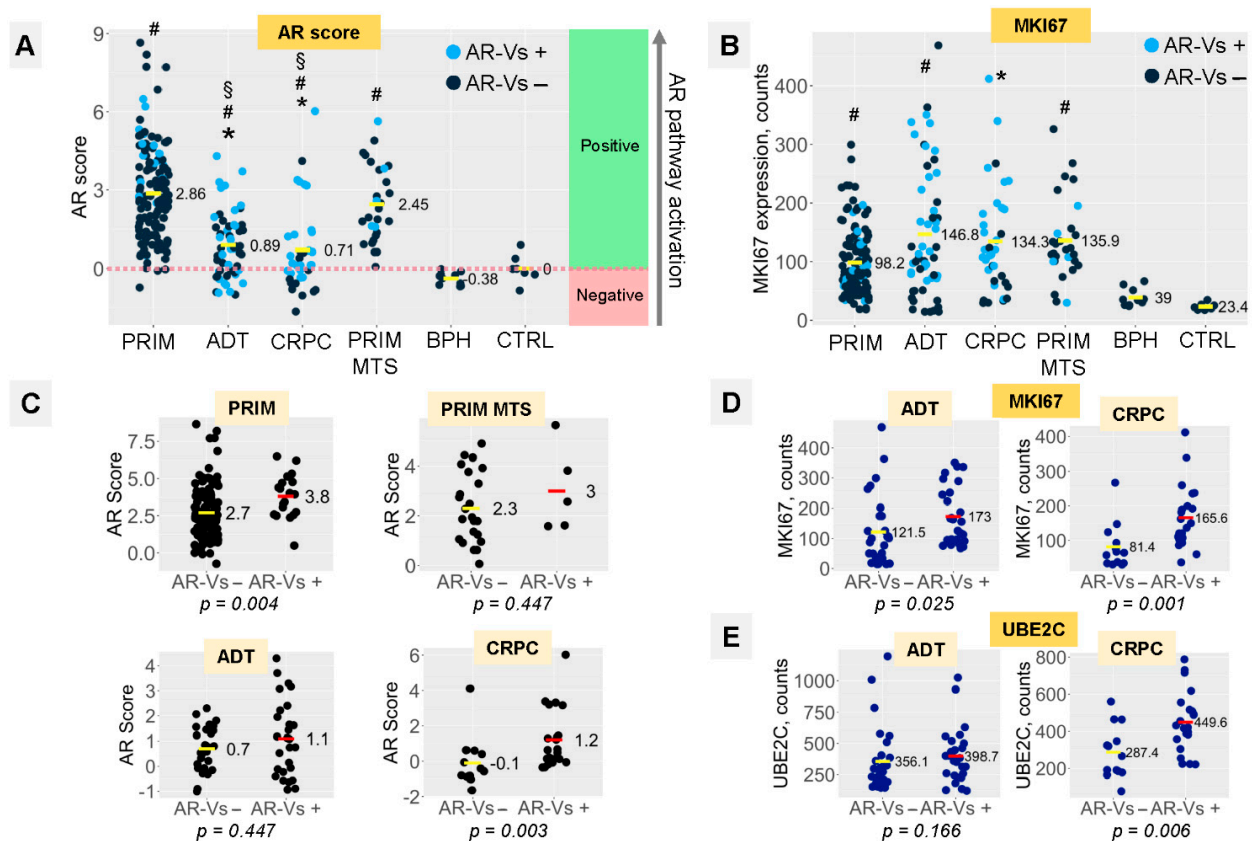 A
AR score
AR-Vs +
AR-Vs –
9
6
3
0
AR score
#
§
#
*
§
#
*
#
2.86
0.89
0.71
2.45
-0.38
0
Positive
Negative
AR pathway activation
PRIM ADT CRPC PRIM MTS BPH CTRL
B
MKI67
AR-Vs +
AR-Vs –
400
300
200
100
0
MKI67 expression, counts
#
#
*
#
98.2
146.8
134.3
135.9
39
23.4
PRIM ADT CRPC PRIM MTS BPH CTRL
C
PRIM
AR Score
7.5
5.0
2.5
0.0
2.7
3.8
AR-Vs – AR-Vs +
p = 0.004
PRIM MTS
AR Score
4
2
0
2.3
3
AR-Vs – AR-Vs +
p = 0.447
ADT
AR Score
4
3
2
1
0
-1
0.7
1.1
AR-Vs – AR-Vs +
p = 0.447
CRPC
AR Score
6
4
2
0
-2
-0.1
1.2
AR-Vs – AR-Vs +
p = 0.003
D
MKI67
ADT
MKI67, counts
500
400
300
200
100
0
121.5
173
AR-Vs – AR-Vs +
p = 0.025
CRPC
MKI67, counts
400
300
200
100
81.4
165.6
AR-Vs – AR-Vs +
p = 0.001
E
UBE2C
ADT
UBE2C, counts
1000
750
500
250
356.1
398.7
AR-Vs – AR-Vs +
p = 0.166
CRPC
UBE2C, counts
800
600
400
200
287.4
449.6
AR-Vs – AR-Vs +
p = 0.006